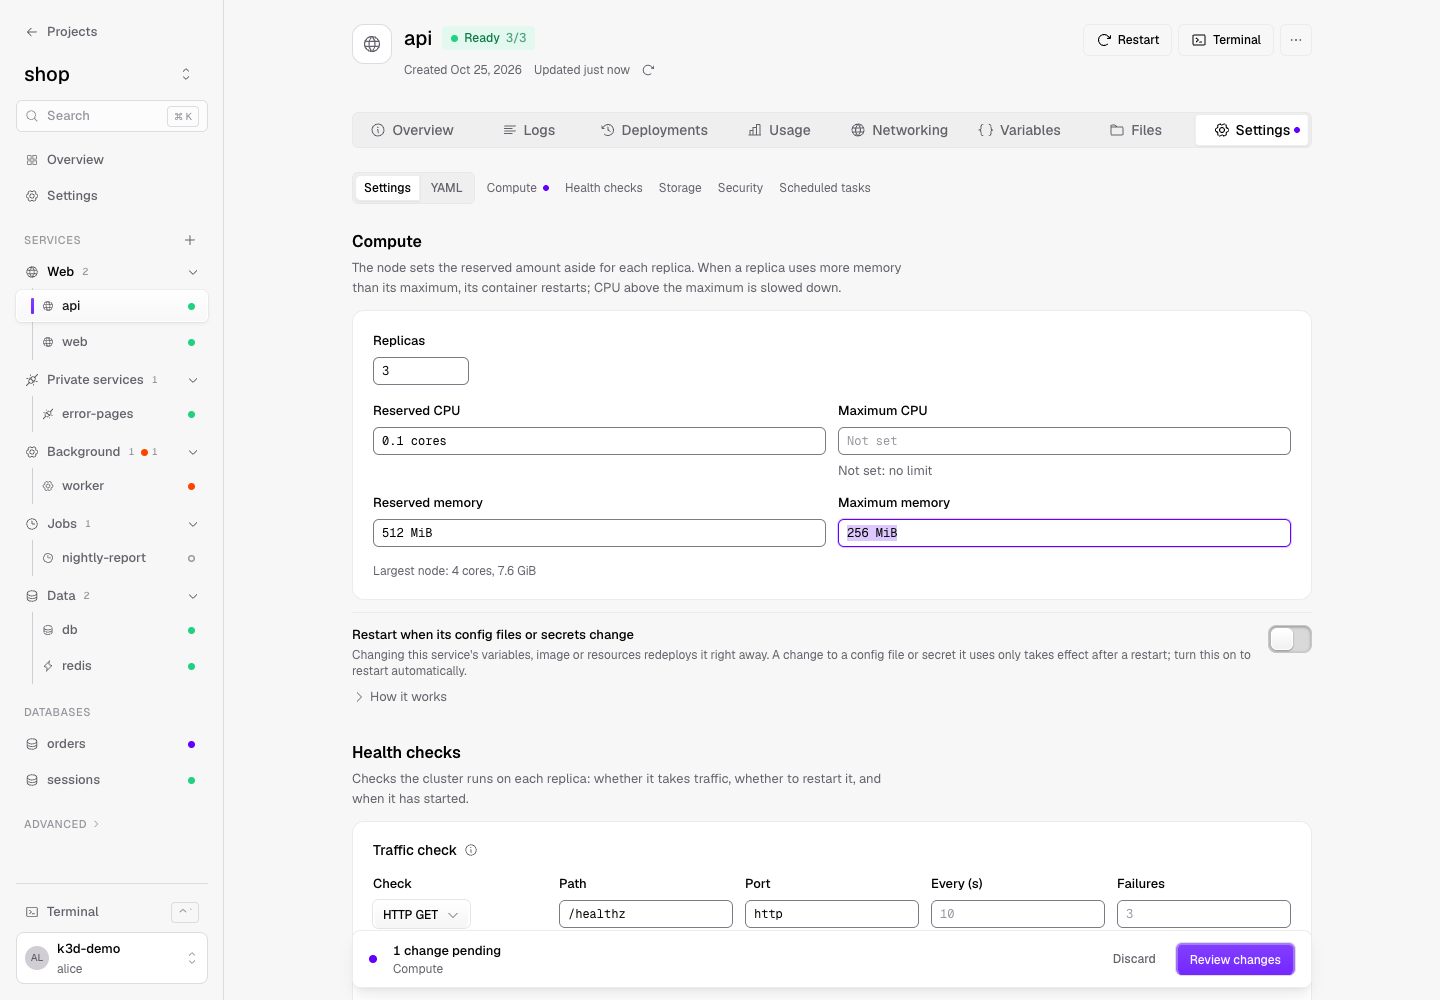 Projects
shop
Search
⌘ K
Overview
Settings
SERVICES
Web 2
api
web
Private services 1
error-pages
Background 1 1
worker
Jobs 1
nightly-report
Data 2
db
redis
DATABASES
orders
sessions
ADVANCED
Terminal
^ `
AL
k3d-demo
alice
api
Ready 3/3
Created Oct 25, 2026 Updated just now
Restart
Terminal
...
Overview
Logs
Deployments
Usage
Networking
{ } Variables
Files
Settings
Settings
YAML
Compute
Health checks
Storage
Security
Scheduled tasks
Compute
The node sets the reserved amount aside for each replica. When a replica uses more memory
than its maximum, its container restarts; CPU above the maximum is slowed down.
Replicas
3
Reserved CPU
0.1 cores
Maximum CPU
Not set
Not set: no limit
Reserved memory
512 MiB
Maximum memory
256 MiB
Largest node: 4 cores, 7.6 GiB
Restart when its config files or secrets change
Changing this service's variables, image or resources redeploys it right away. A change to a config file or secret it uses only takes effect after a restart; turn this on to
restart automatically.
How it works
Health checks
Checks the cluster runs on each replica: whether it takes traffic, whether to restart it, and
when it has started.
Traffic check
Check
HTTP GET
Path
/healthz
Port
http
Every (s)
10
Failures
3
1 change pending
Compute
Discard
Review changes